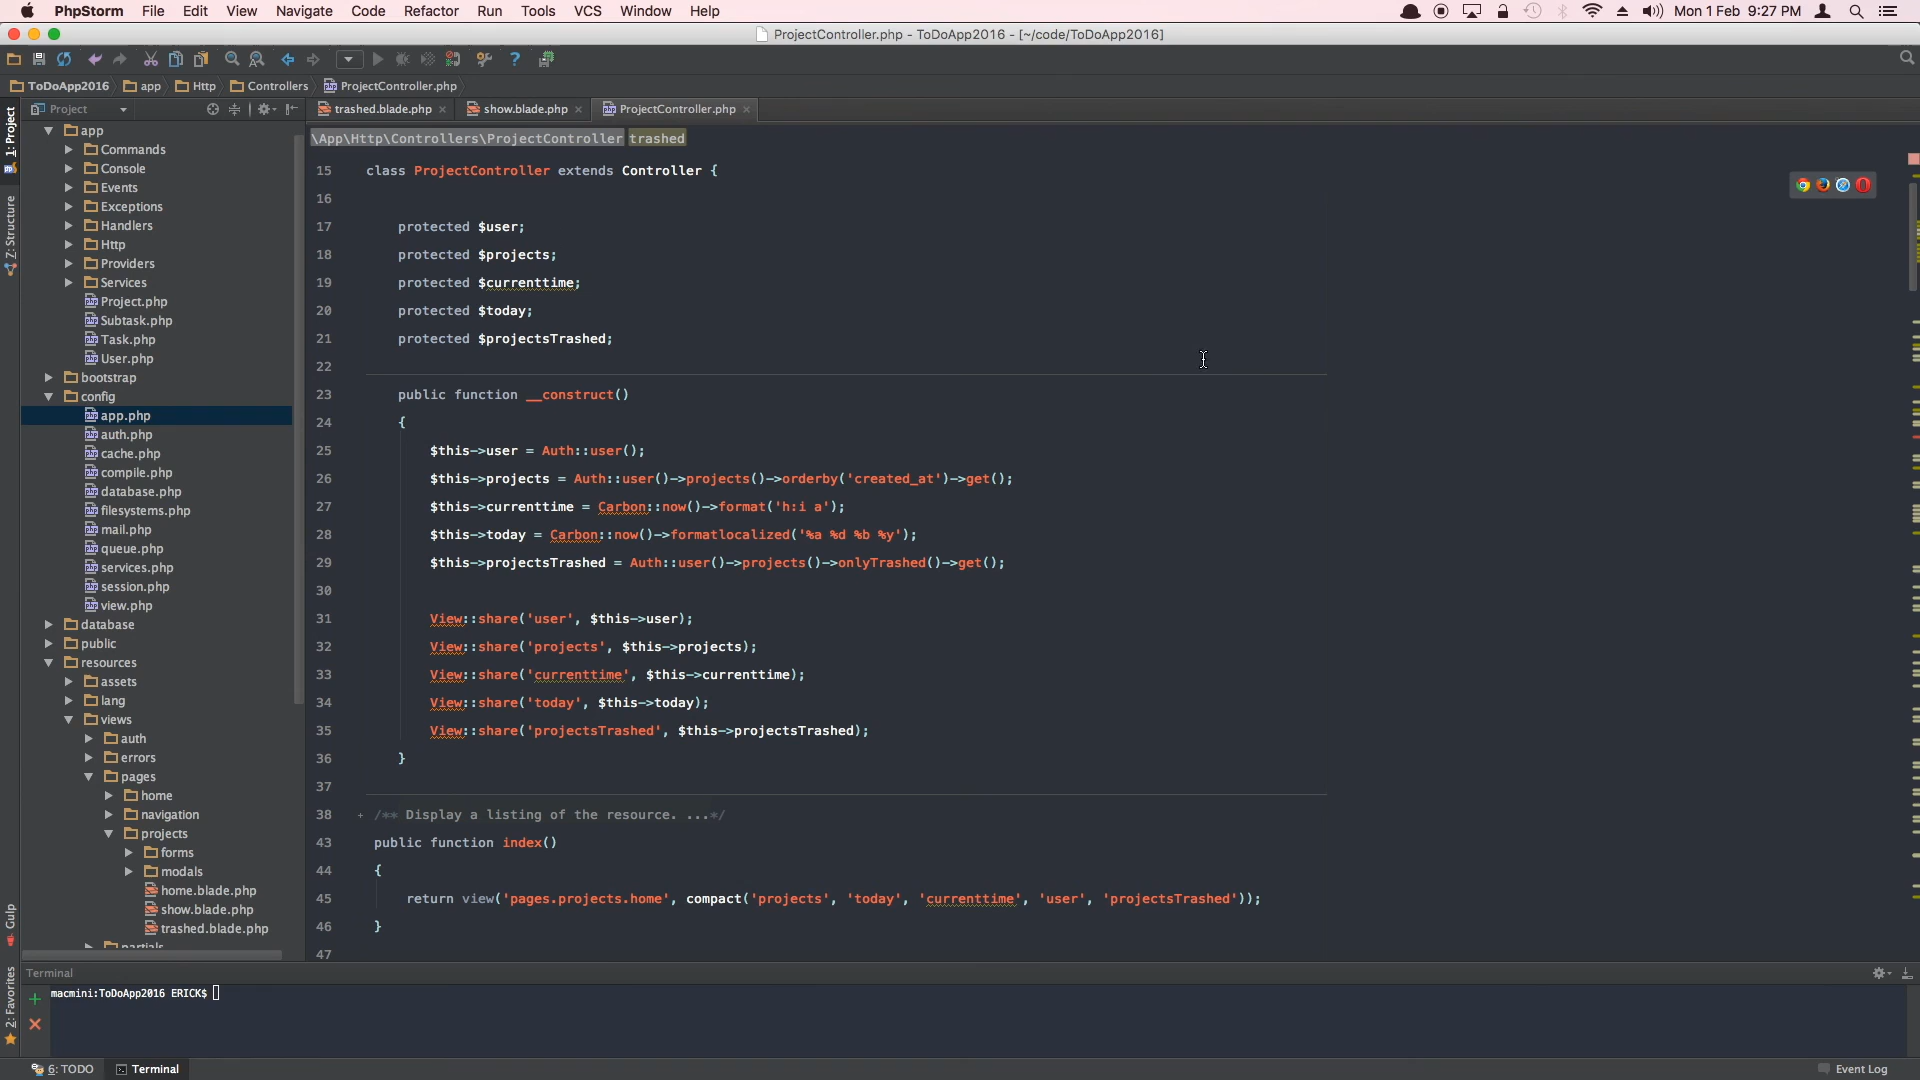 PhpStorm File Edit View Navigate Code Refactor Run Tools VCS Window Help Mon 1 Feb 9:27 PM
ProjectController.php - ToDoApp2016 - [~/code/ToDoApp2016]
ToDoApp2016 app Http Controllers ProjectController.php
Project trashed.blade.php show.blade.php ProjectController.php
1: Project
Z: Structure
Gulp
2: Favorites
app
Commands
Console
Events
Exceptions
Handlers
Http
Providers
Services
Project.php
Subtask.php
Task.php
User.php
bootstrap
config
app.php
auth.php
cache.php
compile.php
database.php
filesystems.php
mail.php
queue.php
services.php
session.php
view.php
database
public
resources
assets
lang
views
auth
errors
pages
home
navigation
projects
forms
modals
home.blade.php
show.blade.php
trashed.blade.php
partials
\App\Http\Controllers\ProjectController trashed
15 class ProjectController extends Controller {
16
17 protected $user;
18 protected $projects;
19 protected $currenttime;
20 protected $today;
21 protected $projectsTrashed;
22
23 public function __construct()
24 {
25 $this->user = Auth::user();
26 $this->projects = Auth::user()->projects()->orderby('created_at')->get();
27 $this->currenttime = Carbon::now()->format('h:i a');
28 $this->today = Carbon::now()->formatlocalized('%a %d %b %y');
29 $this->projectsTrashed = Auth::user()->projects()->onlyTrashed()->get();
30
31 View::share('user', $this->user);
32 View::share('projects', $this->projects);
33 View::share('currenttime', $this->currenttime);
34 View::share('today', $this->today);
35 View::share('projectsTrashed', $this->projectsTrashed);
36 }
37
38 + /** Display a listing of the resource. ...*/
43 public function index()
44 {
45 return view('pages.projects.home', compact('projects', 'today', 'currenttime', 'user', 'projectsTrashed'));
46 }
47
Terminal
macmini:ToDoApp2016 ERICK$
6: TODO Terminal Event Log